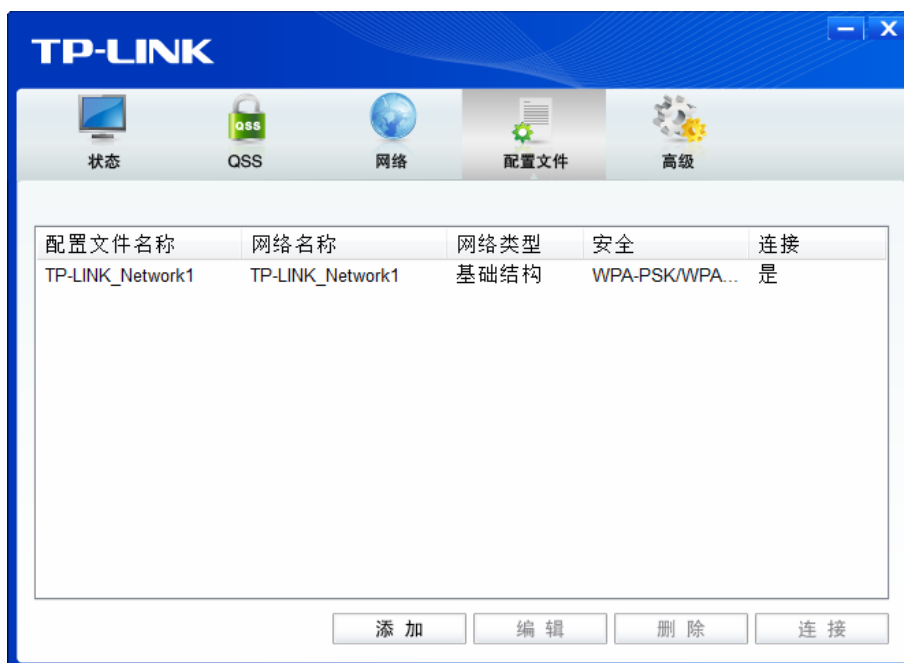 TP-LINK
QSS
状态 QSS 网络 配置文件 高级
配置文件名称 网络名称 网络类型 安全 连接
TP-LINK_Network1 TP-LINK_Network1 基础结构 WPA-PSK/WPA... 是
添加 编辑 删除 连接